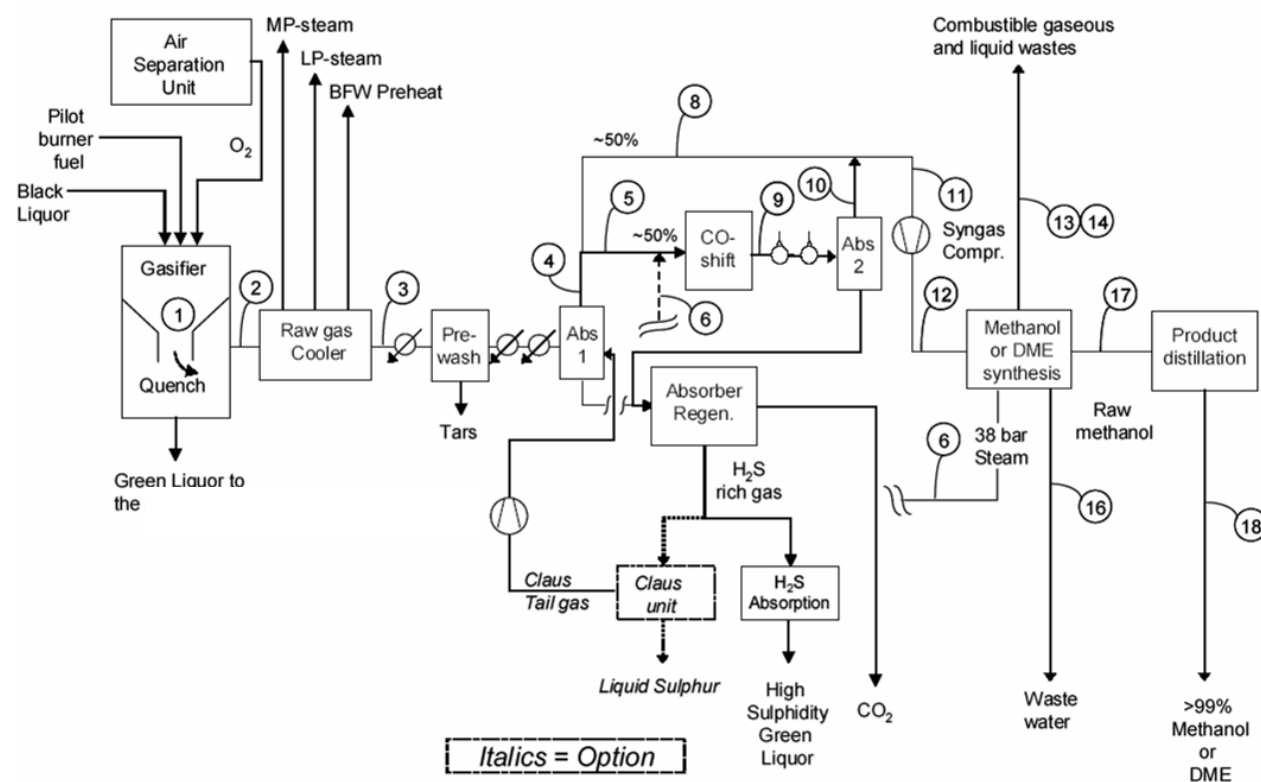 MP-steam
Air
Separation
Unit
LP-steam
BFW Preheat
Pilot
burner
fuel
O2
Black
Liquor
Gasifier
1
Quench
2
Raw gas
Cooler
3
Pre-
wash
Tars
Green Liquor to
the
4
Abs
1
~50%
8
5
~50%
CO-
shift
9
10
Abs
2
6
11
Syngas
Compr.
12
Combustible gaseous
and liquid wastes
13
14
Methanol
or DME
synthesis
17
Product
distillation
Raw
methanol
38 bar
Steam
6
16
18
Absorber
Regen.
H2S
rich gas
Claus
Tail gas
Claus
unit
H2S
Absorption
Liquid Sulphur
High
Sulphidity
Green
Liquor
CO2
Waste
water
>99%
Methanol
or
DME
Italics = Option